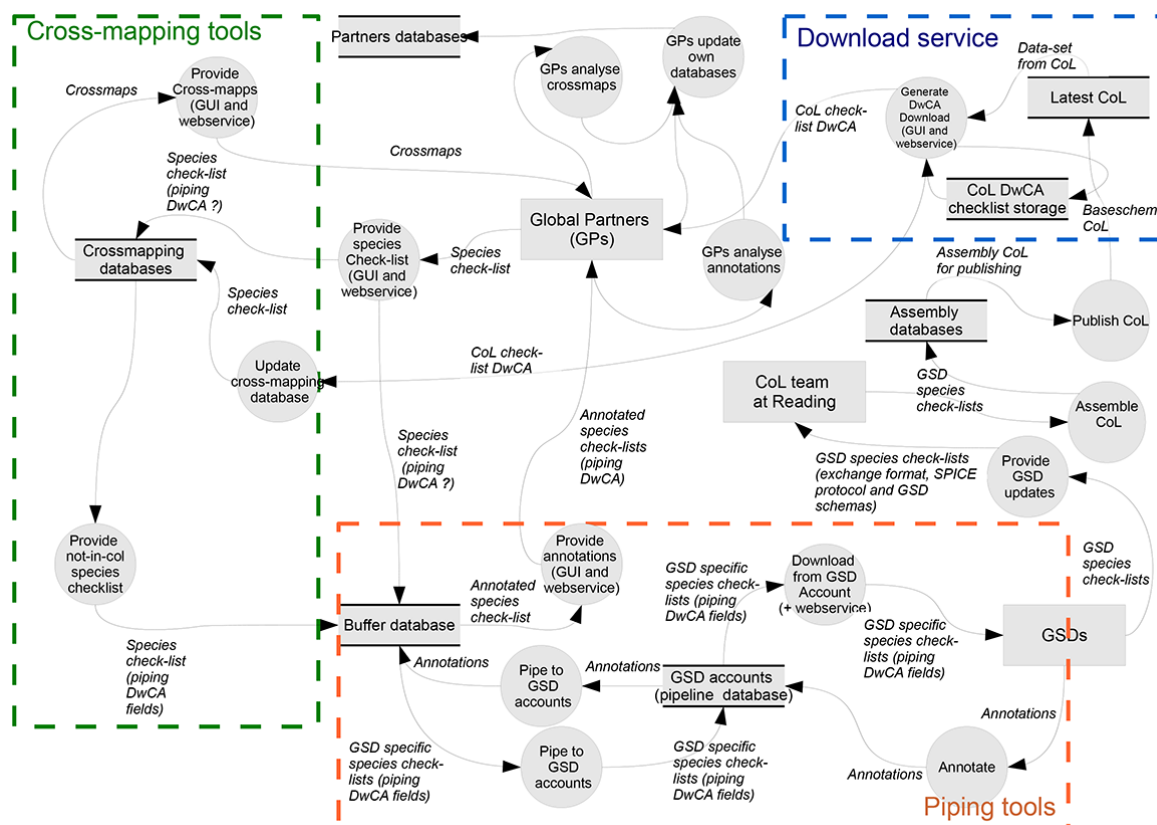 Cross-mapping tools
Provide
Cross-mapps
(GUI and
webservice)
Crossmaps
Species
check-list
(piping
DwCA ?)
Crossmapping
databases
Species
check-list
Update
cross-mapping
database
Provide
not-in-col
species
checklist
Species
check-list
(piping
DwCA
fields)
Partners databases
GPs analyse
crossmaps
GPs update
own
databases
Crossmaps
Global Partners
(GPs)
Provide
species
Check-list
(GUI and
webservice)
Species
check-list
GPs analyse
annotations
CoL check-
list DwCA
Species
check-list
(piping
DwCA ?)
Annotated
species
check-lists
(piping
DwCA)
Download service
CoL check-
list DwCA
Generate
DwCA
Download
(GUI and
webservice)
Data-set
from CoL
Latest CoL
CoL DwCA
checklist storage
Baseschem
CoL
Assembly CoL
for publishing
Assembly
databases
Publish CoL
CoL team
at Reading
GSD
species
check-lists
Assemble
CoL
GSD species check-lists
(exchange format, SPICE
protocol and GSD
schemas)
Provide
GSD
updates
GSD
species
check-lists
Provide
annotations
(GUI and
webservice)
Buffer database
Annotated
species
check-list
GSD specific
species check-
lists (piping
DwCA fields)
Download
from GSD
Account
(+ webservice)
GSD specific
species check-
lists (piping
DwCA fields)
GSDs
Annotations
Pipe to
GSD
accounts
Annotations
GSD accounts
(pipeline database)
Annotations
GSD specific
species check-
lists (piping
DwCA fields)
Pipe to
GSD
accounts
GSD specific
species check-
lists (piping
DwCA fields)
Annotations
Annotate
Piping tools